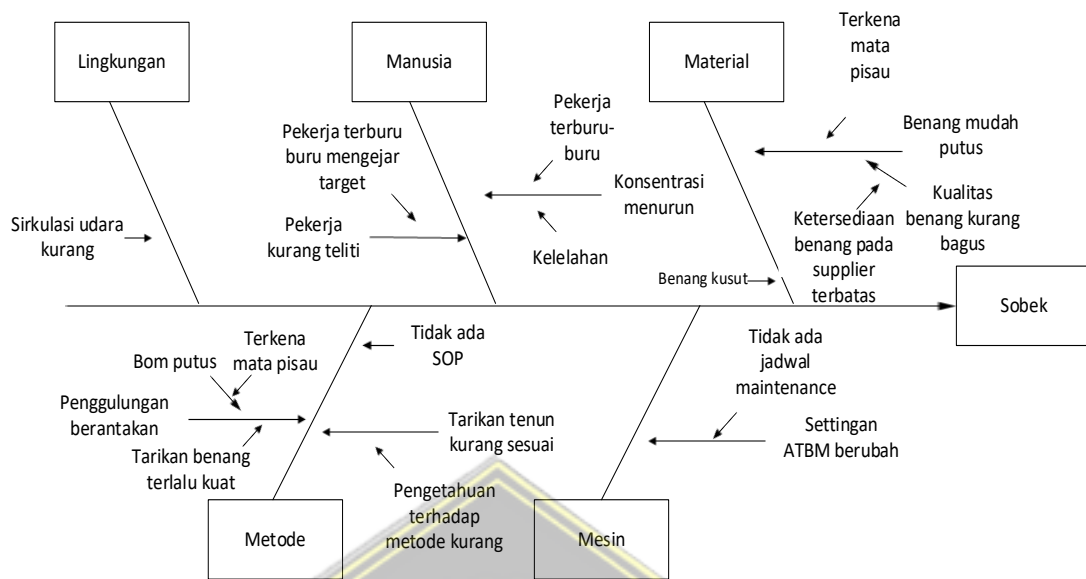 Lingkungan
Manusia
Material
Terkena
mata
pisau
Pekerja terburu
buru mengejar
target
Pekerja
terburu-
buru
Benang mudah
putus
Konsentrasi
menurun
Sirkulasi udara
kurang
Pekerja
kurang teliti
Kelelahan
Ketersediaan
benang pada
supplier
terbatas
Kualitas
benang kurang
bagus
Benang kusut
Sobek
Bom putus
Terkena
mata pisau
Tidak ada
SOP
Tidak ada
jadwal
maintenance
Penggulungan
berantakan
Tarikan benang
terlalu kuat
Tarikan tenun
kurang sesuai
Settingan
ATBM berubah
Pengetahuan
terhadap
metode kurang
Metode
Mesin